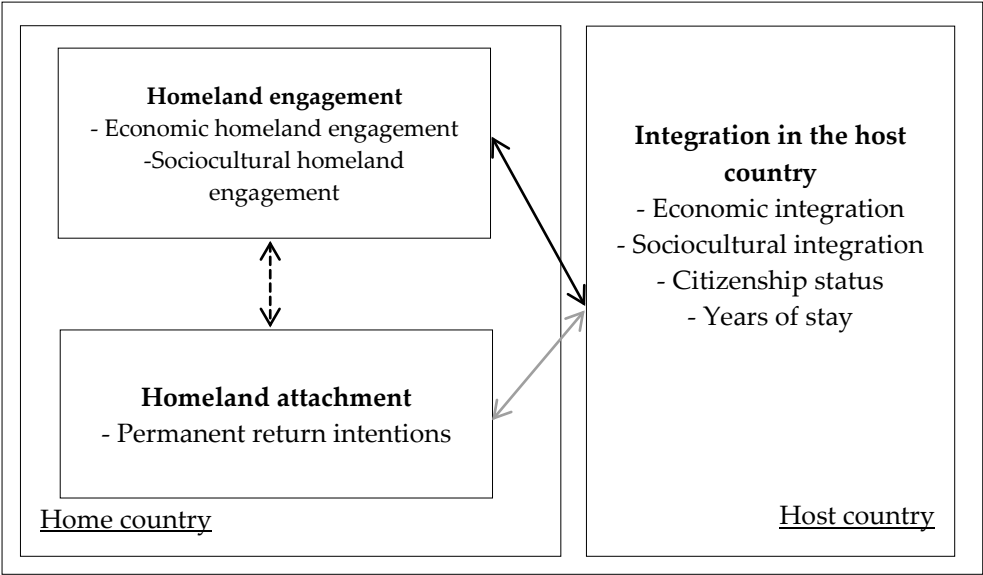 Homeland engagement
- Economic homeland engagement
-Sociocultural homeland
engagement
Homeland attachment
- Permanent return intentions
Home country
Integration in the host
country
- Economic integration
- Sociocultural integration
- Citizenship status
- Years of stay
Host country